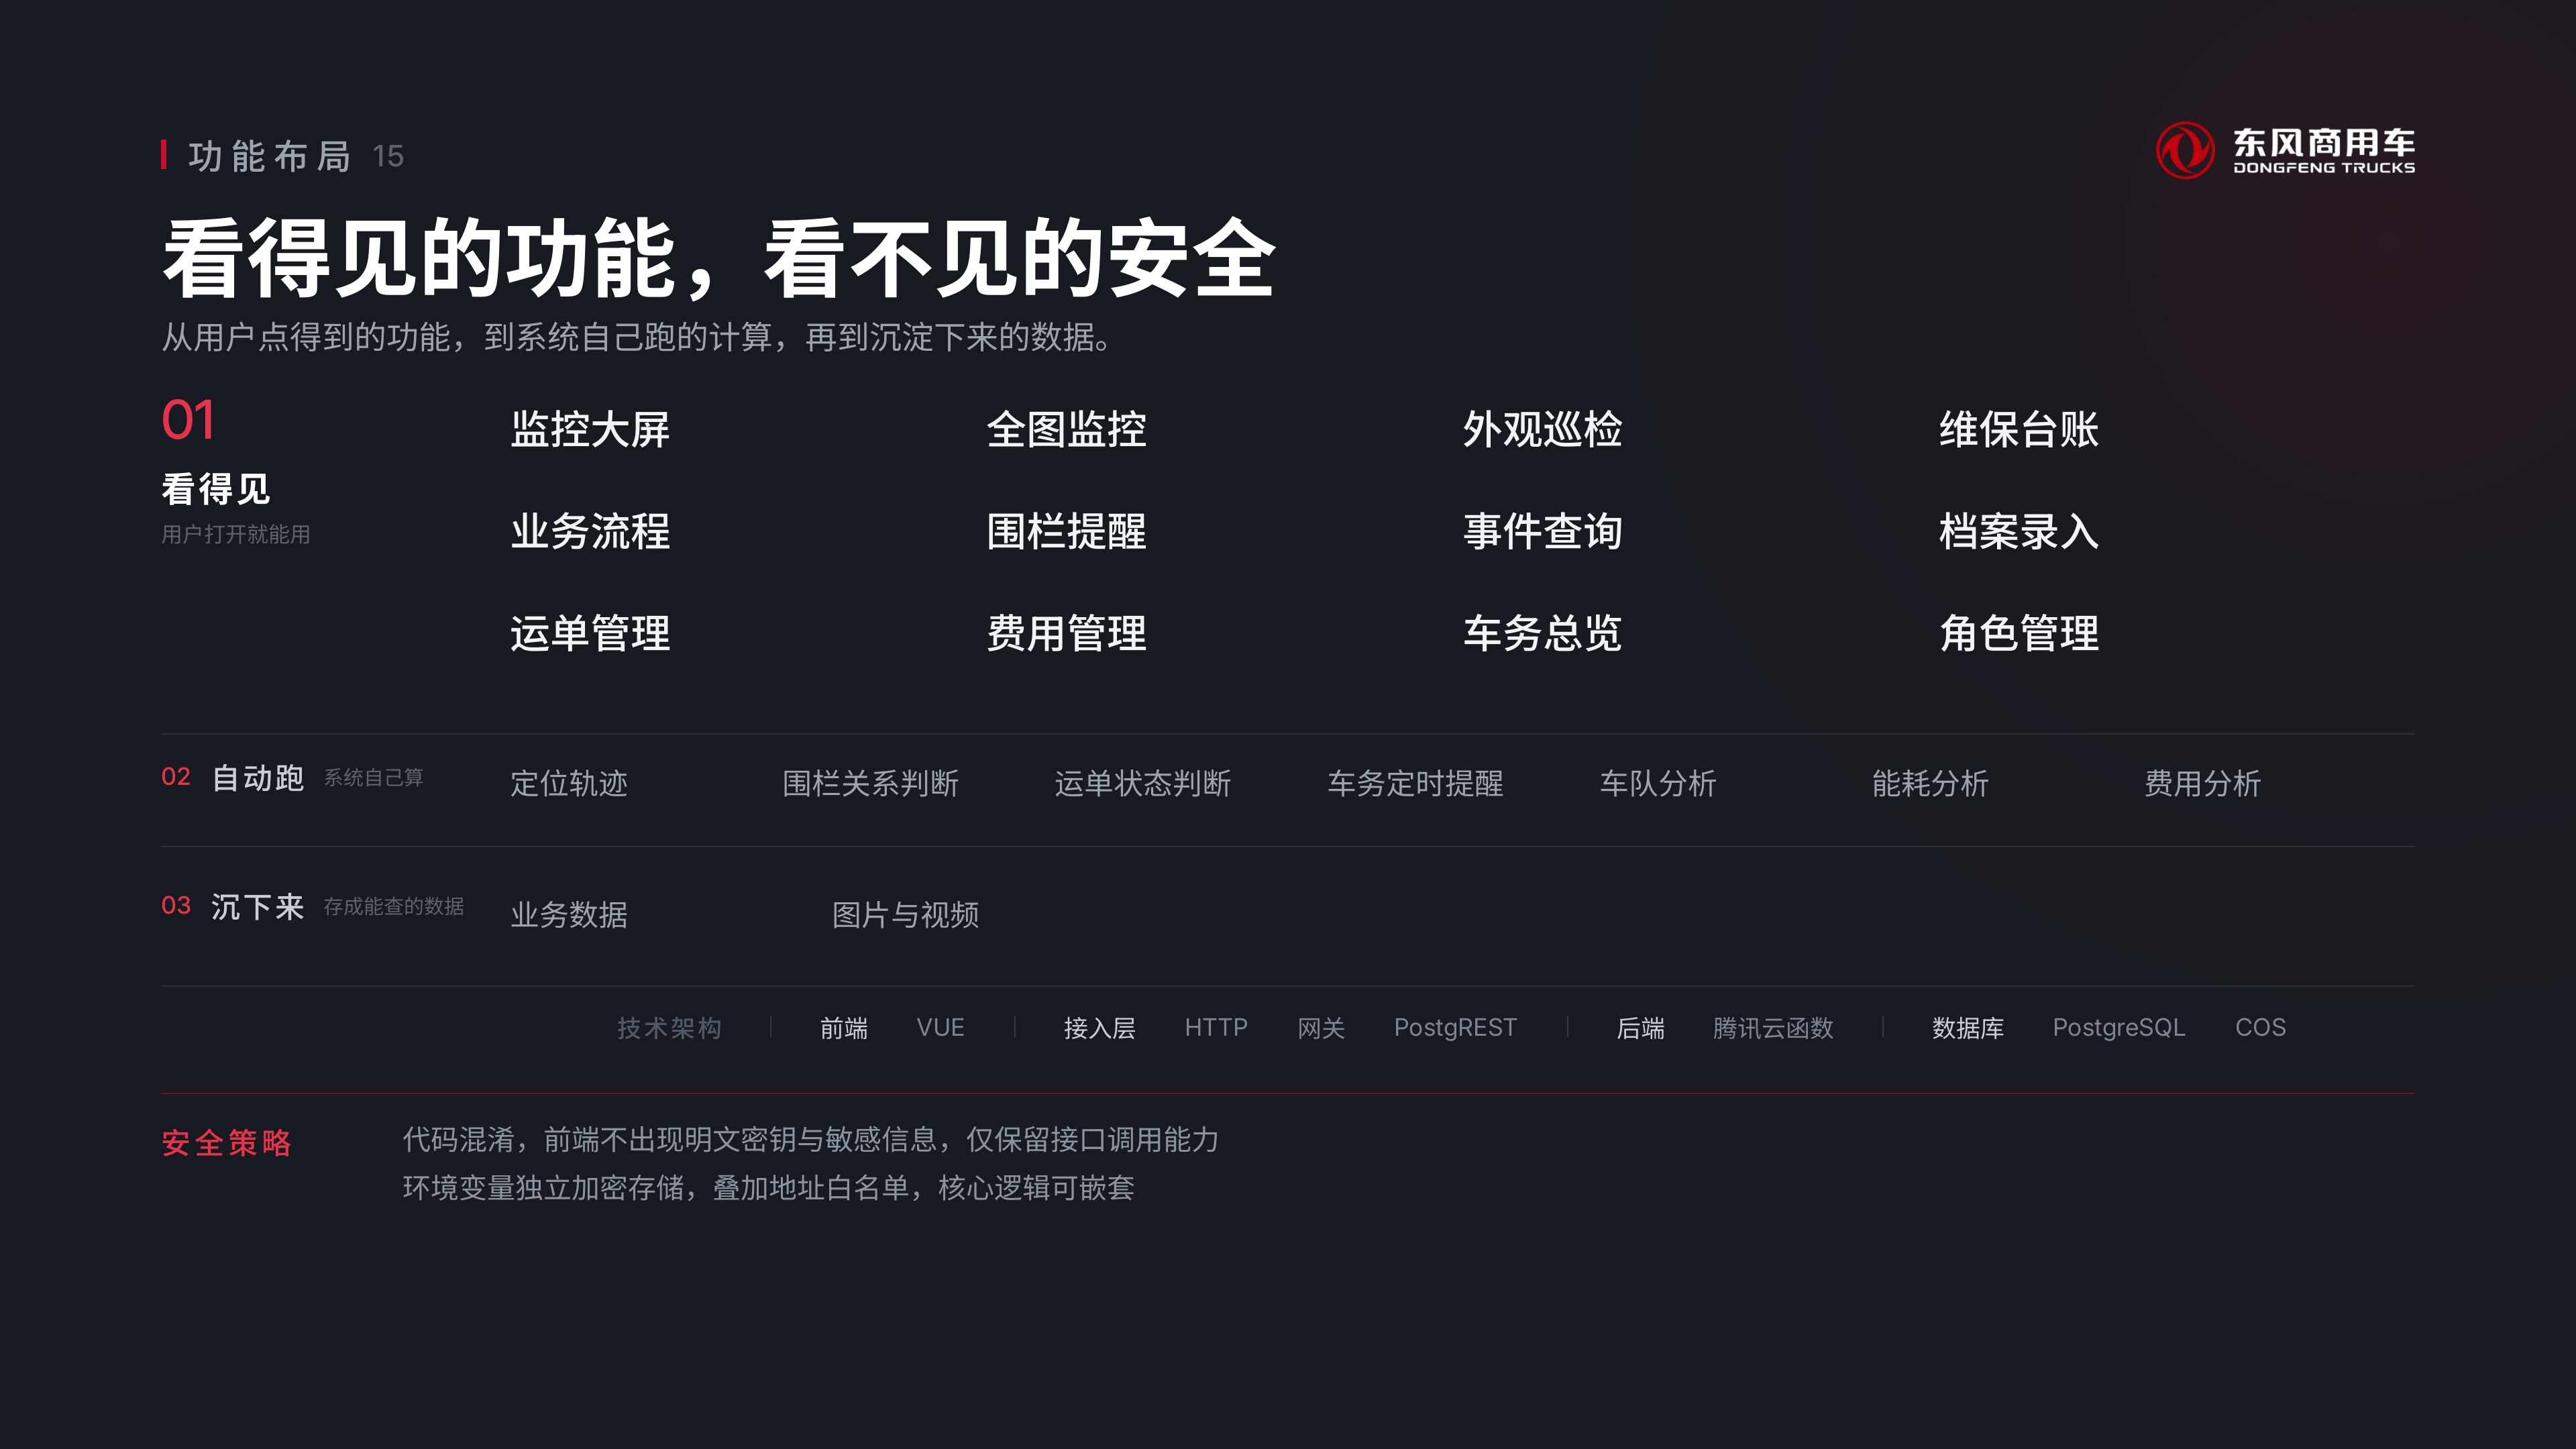 功能布局 15
东风商用车
DONGFENG TRUCKS
看得见的功能，看不见的安全
从用户点得到的功能，到系统自己跑的计算，再到沉淀下来的数据。
01
看得见
用户打开就能用
监控大屏 全图监控 外观巡检 维保台账
业务流程 围栏提醒 事件查询 档案录入
运单管理 费用管理 车务总览 角色管理
02 自动跑 系统自己算 定位轨迹 围栏关系判断 运单状态判断 车务定时提醒 车队分析 能耗分析 费用分析
03 沉下来 存成能查的数据 业务数据 图片与视频
技术架构 前端 VUE 接入层 HTTP 网关 PostgREST 后端 腾讯云函数 数据库 PostgreSQL COS
安全策略 代码混淆，前端不出现明文密钥与敏感信息，仅保留接口调用能力
环境变量独立加密存储，叠加地址白名单，核心逻辑可嵌套